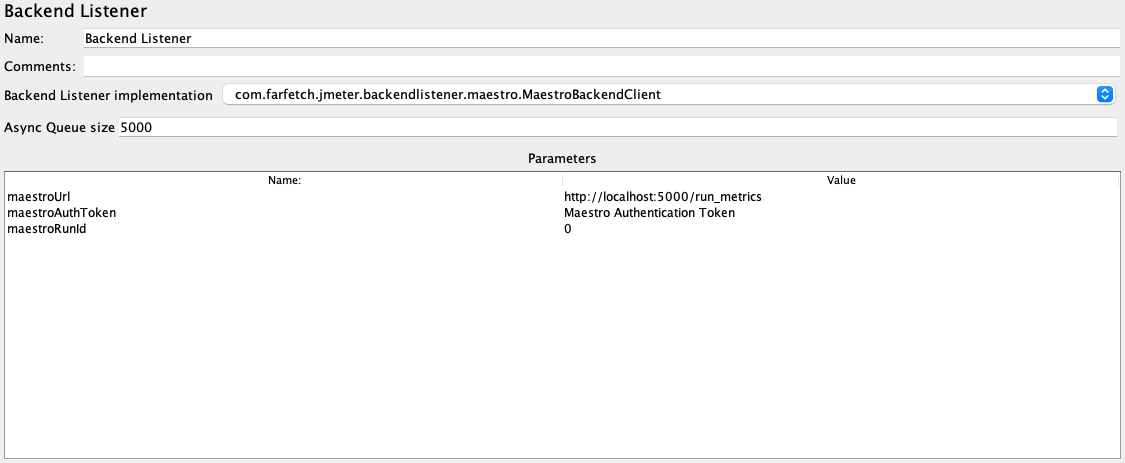 Backend Listener
Name: Backend Listener
Comments:
Backend Listener implementation com.farfetch.jmeter.backendlistener.maestro.MaestroBackendClient
Async Queue size 5000
Parameters
Name: Value
maestroUrl http://localhost:5000/run_metrics
maestroAuthToken Maestro Authentication Token
maestroRunId 0